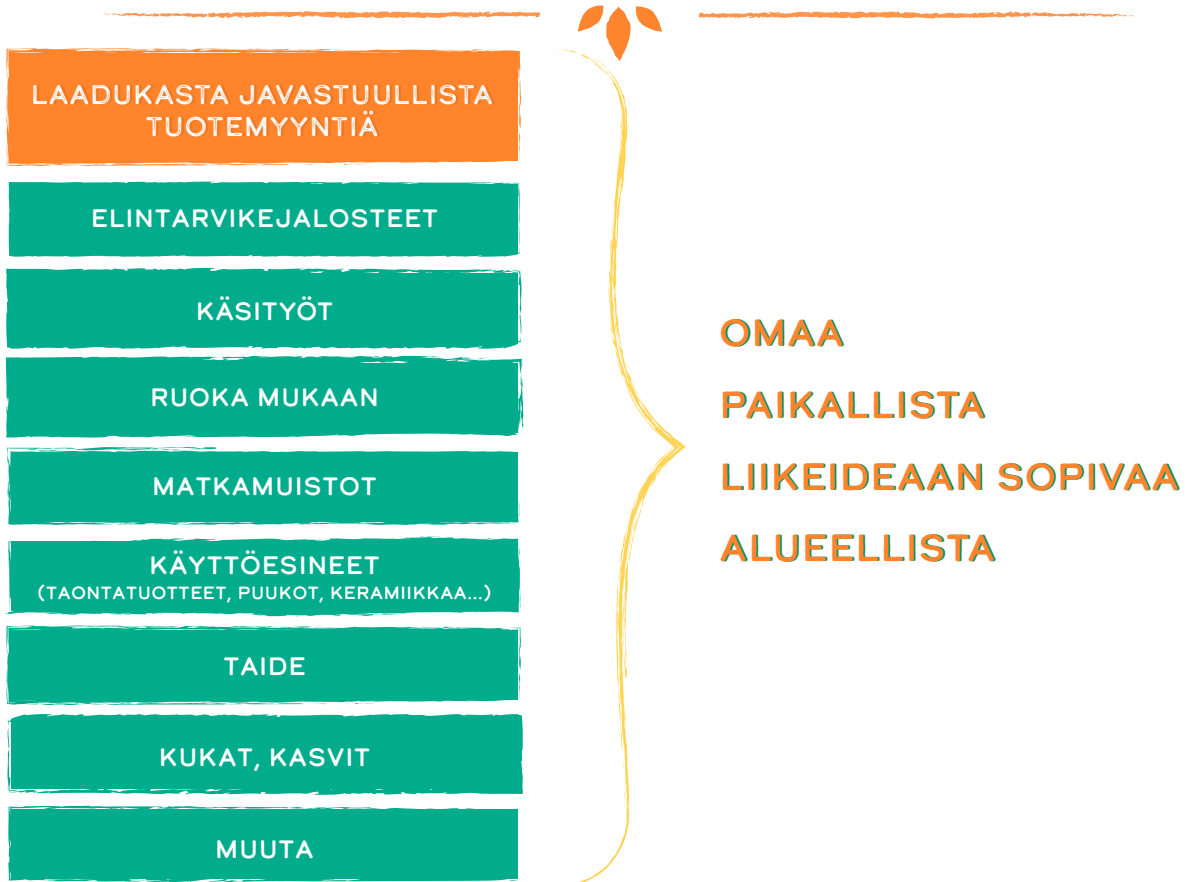 LAADUKASTA JAVASTUULLISTA
TUOTEMYYNTIÄ
ELINTARVIKEJALOSTEET
KÄSITYÖT
RUOKA MUKAAN
MATKAMUISTOT
KÄYTTÖESINEET
(TAONTATUOTTEET, PUUKOT, KERAMIIKKAA...)
TAIDE
KUKAT, KASVIT
MUUTA
OMAA
PAIKALLISTA
LIIKEIDEAAN SOPIVAA
ALUEELLISTA